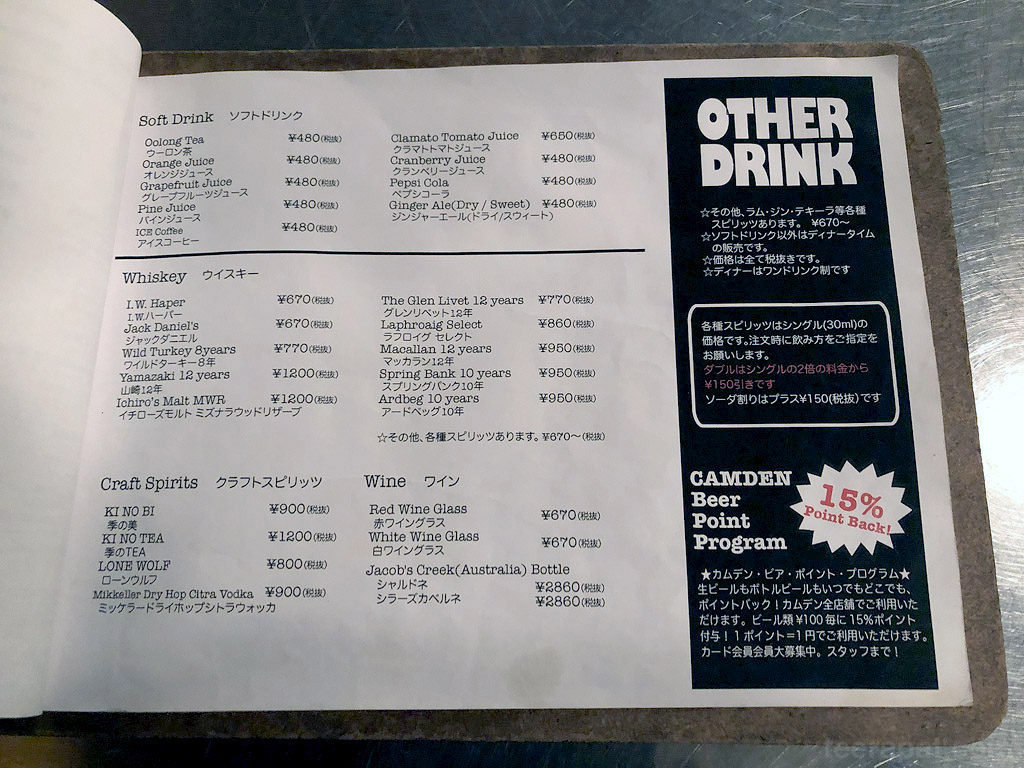 Soft Drink ソフトドリンク
Oolong Tea ¥480(税抜)
ウーロン茶
Orange Juice ¥480(税抜)
オレンジジュース
Grapefruit Juice ¥480(税抜)
グレープフルーツジュース
Pine Juice ¥480(税抜)
パインジュース
ICE Coffee ¥480(税抜)
アイスコーヒー
Clamato Tomato Juice ¥650(税抜)
クラマトトマトジュース
Cranberry Juice ¥480(税抜)
クランベリージュース
Pepsi Cola ¥480(税抜)
ペプシコーラ
Ginger Ale(Dry / Sweet) ¥480(税抜)
ジンジャーエール(ドライ/スウィート)
Whiskey ウイスキー
I.W. Haper ¥670(税抜)
I.W.ハーパー
Jack Daniel's ¥670(税抜)
ジャックダニエル
Wild Turkey 8years ¥770(税抜)
ワイルドターキー8年
Yamazaki 12 years ¥1200(税抜)
山崎12年
Ichiro's Malt MWR ¥1200(税抜)
イチローズモルト ミズナラウッドリザーブ
The Glen Livet 12 years ¥770(税抜)
グレンリベット12年
Laphroaig Select ¥860(税抜)
ラフロイグ セレクト
Macallan 12 years ¥950(税抜)
マッカラン12年
Spring Bank 10 years ¥950(税抜)
スプリングバンク10年
Ardbeg 10 years ¥950(税抜)
アードベッグ10年
☆その他、各種スピリッツあります。¥670〜(税抜)
Craft Spirits クラフトスピリッツ
KI NO BI ¥900(税抜)
季の美
KI NO TEA ¥1200(税抜)
季のTEA
LONE WOLF ¥800(税抜)
ローンウルフ
Mikkeller Dry Hop Citra Vodka ¥900(税抜)
ミッケラードライホップシトラウォッカ
Wine ワイン
Red Wine Glass ¥670(税抜)
赤ワイングラス
White Wine Glass ¥670(税抜)
白ワイングラス
Jacob's Creek(Australia) Bottle
シャルドネ ¥2860(税抜)
シラーズカベルネ ¥2860(税抜)
OTHER
DRINK
☆その他、ラム・ジン・テキーラ等各種
スピリッツあります。 ¥670〜
☆ソフトドリンク以外はディナータイム
の販売です。
☆価格は全て税抜きです。
☆ディナーはワンドリンク制です
各種スピリッツはシングル(30ml)の
価格です。注文時に飲み方をご指定を
お願いします。
ダブルはシングルの2倍の料金から
¥150引きです
ソーダ割りはプラス¥150(税抜)です
CAMDEN
Beer
Point
Program
15%
Point Back!
★カムデン・ビア・ポイント・プログラム★
生ビールもボトルビールもいつでもどこでも、
ポイントバック！カムデン全店舗でご利用いた
だけます。ビール類¥100毎に15%ポイント
付与！1ポイント=1円でご利用いただけます。
カード会員会員大募集中。スタッフまで！